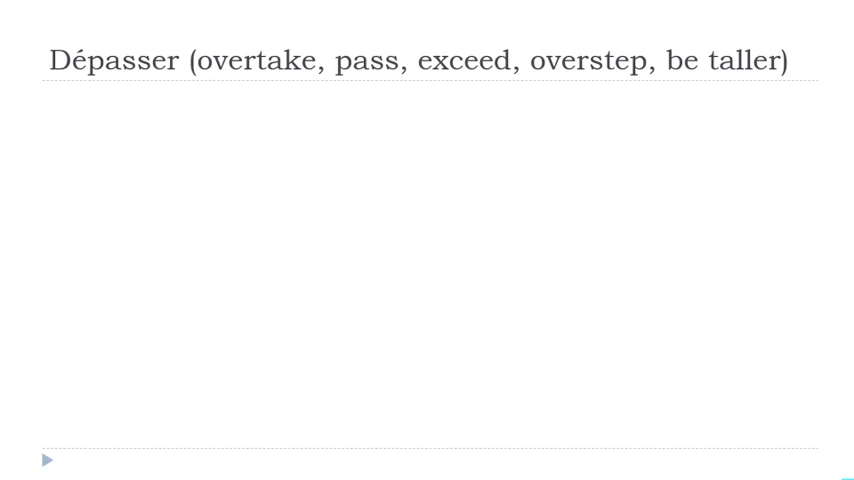 Dépasser (overtake, pass, exceed, overstep, be taller)